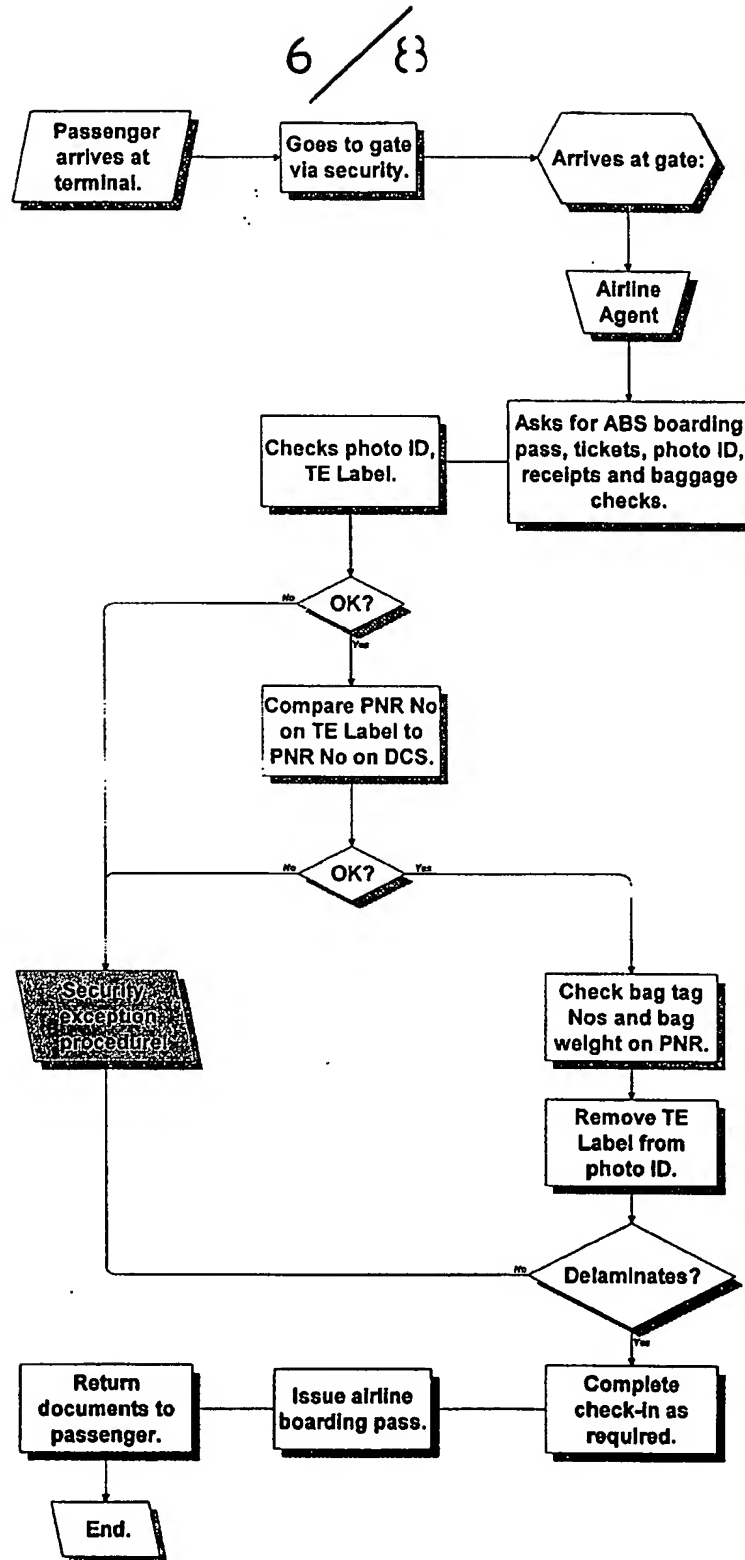 6 / 8
Passenger
arrives at
terminal.
Goes to gate
via security.
Arrives at gate:
Airline
Agent
Asks for ABS boarding
pass, tickets, photo ID,
receipts and baggage
checks.
Checks photo ID,
TE Label.
OK?
No
Yes
Compare PNR No
on TE Label to
PNR No on DCS.
OK?
No
Yes
Security
exception
procedure!
Check bag tag
Nos and bag
weight on PNR.
Remove TE
Label from
photo ID.
Delaminates?
No
Yes
Complete
check-in as
required.
Issue airline
boarding pass.
Return
documents to
passenger.
End.